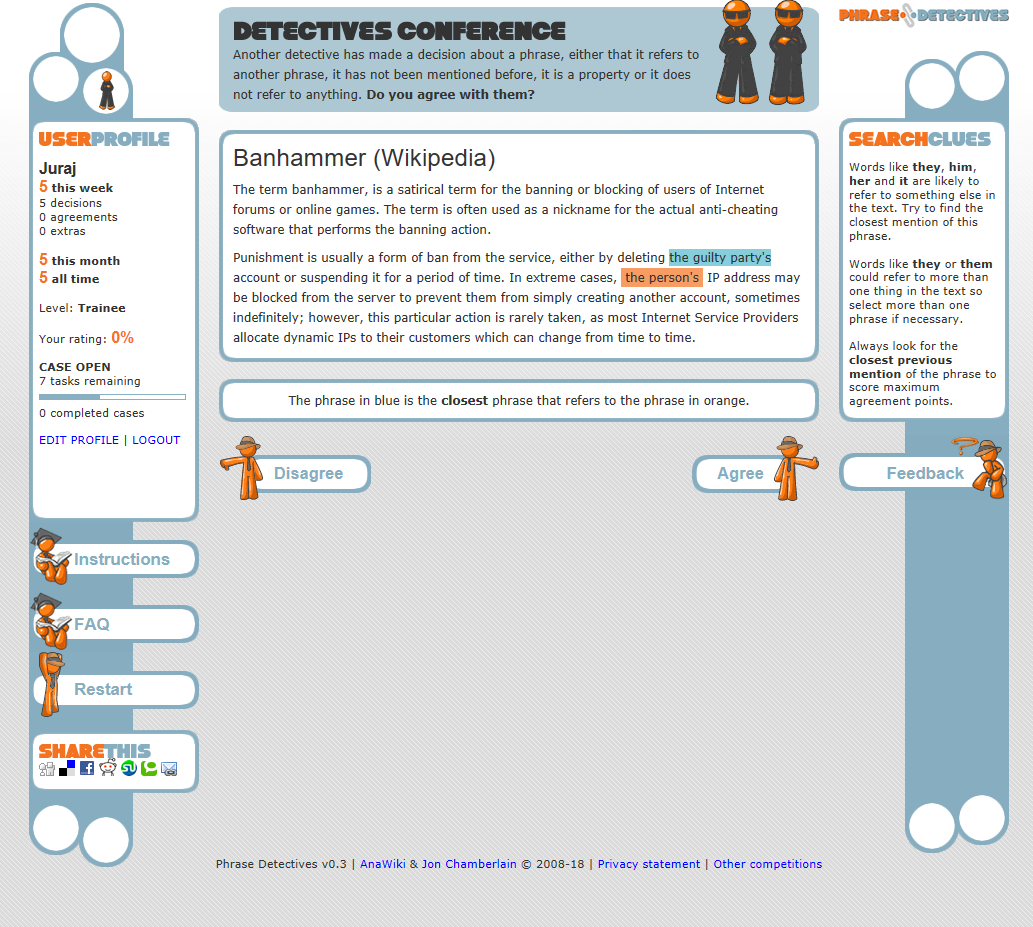 DETECTIVES CONFERENCE
Another detective has made a decision about a phrase, either that it refers to
another phrase, it has not been mentioned before, it is a property or it does
not refer to anything. Do you agree with them?
PHRASE DETECTIVES
USERPROFILE
Juraj
5 this week
5 decisions
0 agreements
0 extras
5 this month
5 all time
Level: Trainee
Your rating: 0%
CASE OPEN
7 tasks remaining
0 completed cases
EDIT PROFILE | LOGOUT
Instructions
FAQ
Restart
SHARETHIS
Banhammer (Wikipedia)
The term banhammer, is a satirical term for the banning or blocking of users of Internet
forums or online games. The term is often used as a nickname for the actual anti-cheating
software that performs the banning action.
Punishment is usually a form of ban from the service, either by deleting the guilty party's
account or suspending it for a period of time. In extreme cases, the person's IP address may
be blocked from the server to prevent them from simply creating another account, sometimes
indefinitely; however, this particular action is rarely taken, as most Internet Service Providers
allocate dynamic IPs to their customers which can change from time to time.
The phrase in blue is the closest phrase that refers to the phrase in orange.
Disagree
Agree
SEARCHCLUES
Words like they, him,
her and it are likely to
refer to something else in
the text. Try to find the
closest mention of this
phrase.
Words like they or them
could refer to more than
one thing in the text so
select more than one
phrase if necessary.
Always look for the
closest previous
mention of the phrase to
score maximum
agreement points.
Feedback
Phrase Detectives v0.3 | AnaWiki & Jon Chamberlain © 2008-18 | Privacy statement | Other competitions